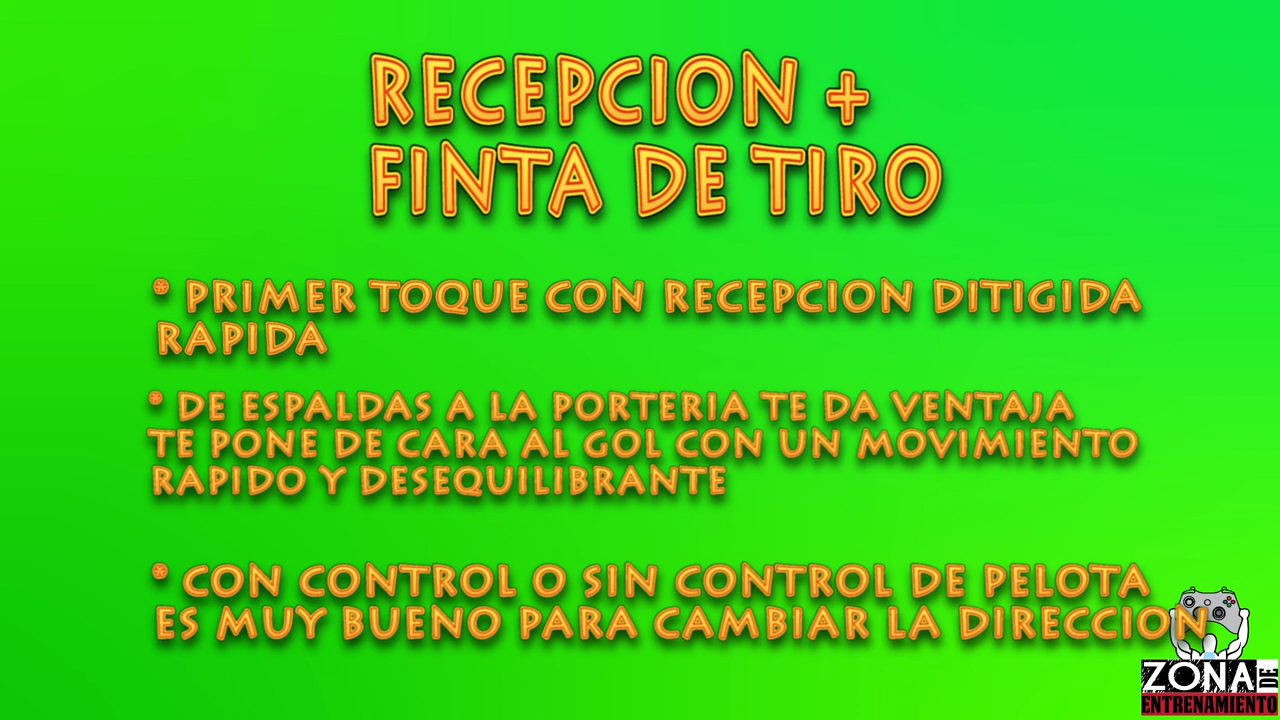 RECEPCION +
FINTA DE TIRO
* PRIMER TOQUE CON RECEPCION DITIGIDA
RAPIDA
* DE ESPALDAS A LA PORTERIA TE DA VENTAJA
TE PONE DE CARA AL GOL CON UN MOVIMIENTO
RAPIDO Y DESEQUILIBRANTE
* CON CONTROL O SIN CONTROL DE PELOTA
ES MUY BUENO PARA CAMBIAR LA DIRECCION
ZONA DE
ENTRENAMIENTO